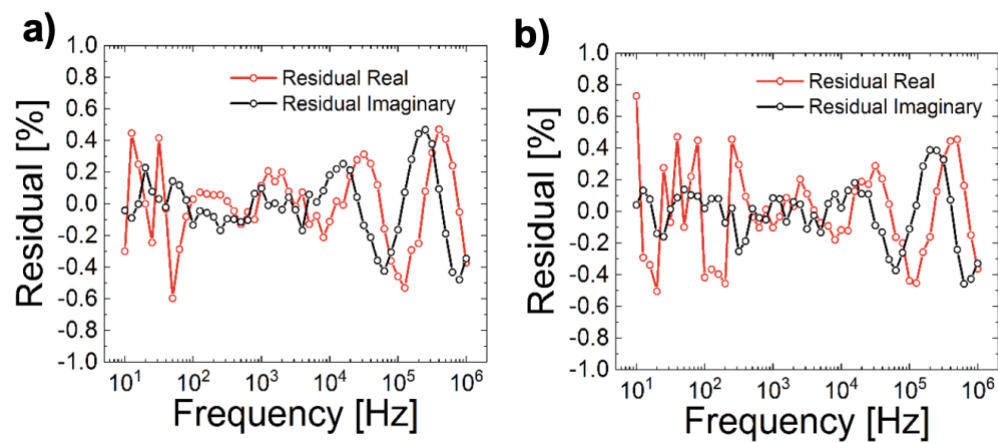 a)
1.0
0.8
0.6
0.4
0.2
0.0
-0.2
-0.4
-0.6
-0.8
-1.0
Residual [%]
Residual Real
Residual Imaginary
10¹ 10² 10³ 10⁴ 10⁵ 10⁶
Frequency [Hz]
b)
1.0
0.8
0.6
0.4
0.2
0.0
-0.2
-0.4
-0.6
-0.8
-1.0
Residual [%]
Residual Real
Residual Imaginary
10¹ 10² 10³ 10⁴ 10⁵ 10⁶
Frequency [Hz]